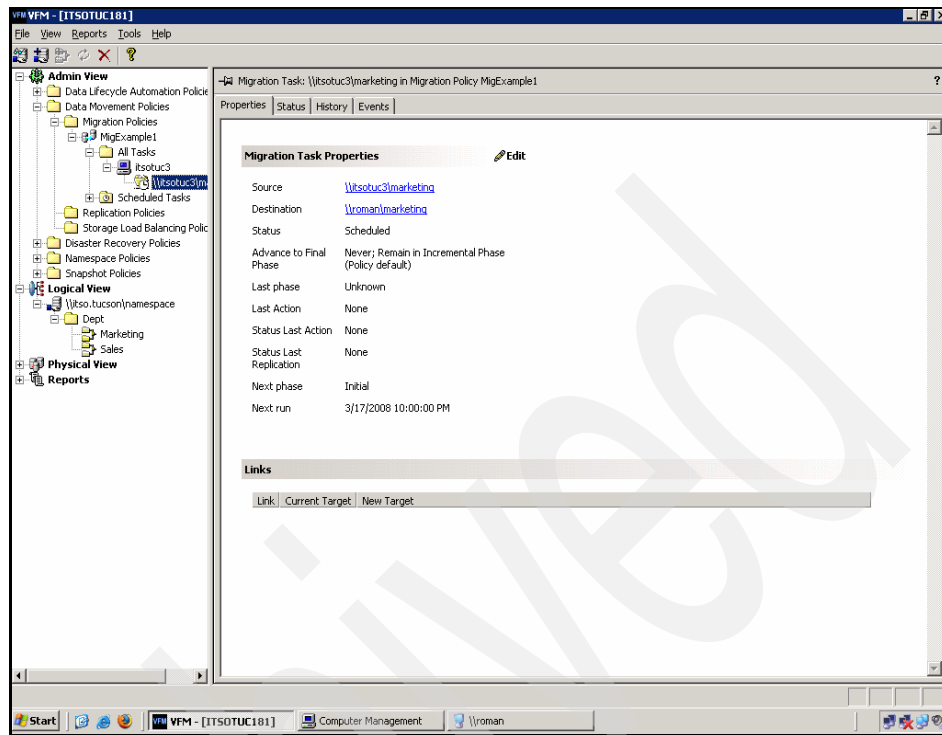 VFM VFM - [ITSOTUC181]
File View Reports Tools Help
Admin View
Data Lifecycle Automation Policie
Data Movement Policies
Migration Policies
MigExample1
All Tasks
itsotuc3
\\itsotuc3\m
Scheduled Tasks
Replication Policies
Storage Load Balancing Polic
Disaster Recovery Policies
Namespace Policies
Snapshot Policies
Logical View
\\itso.tucson\namespace
Dept
Marketing
Sales
Physical View
Reports
Migration Task: \\itsotuc3\marketing in Migration Policy MigExample1 ?
Properties Status History Events
Migration Task Properties Edit
Source \\itsotuc3\marketing
Destination \\roman\marketing
Status Scheduled
Advance to Final Never; Remain in Incremental Phase
Phase (Policy default)
Last phase Unknown
Last Action None
Status Last Action None
Status Last None
Replication
Next phase Initial
Next run 3/17/2008 10:00:00 PM
Links
Link Current Target New Target
Start VFM VFM - [ITSOTUC181] Computer Management \\roman